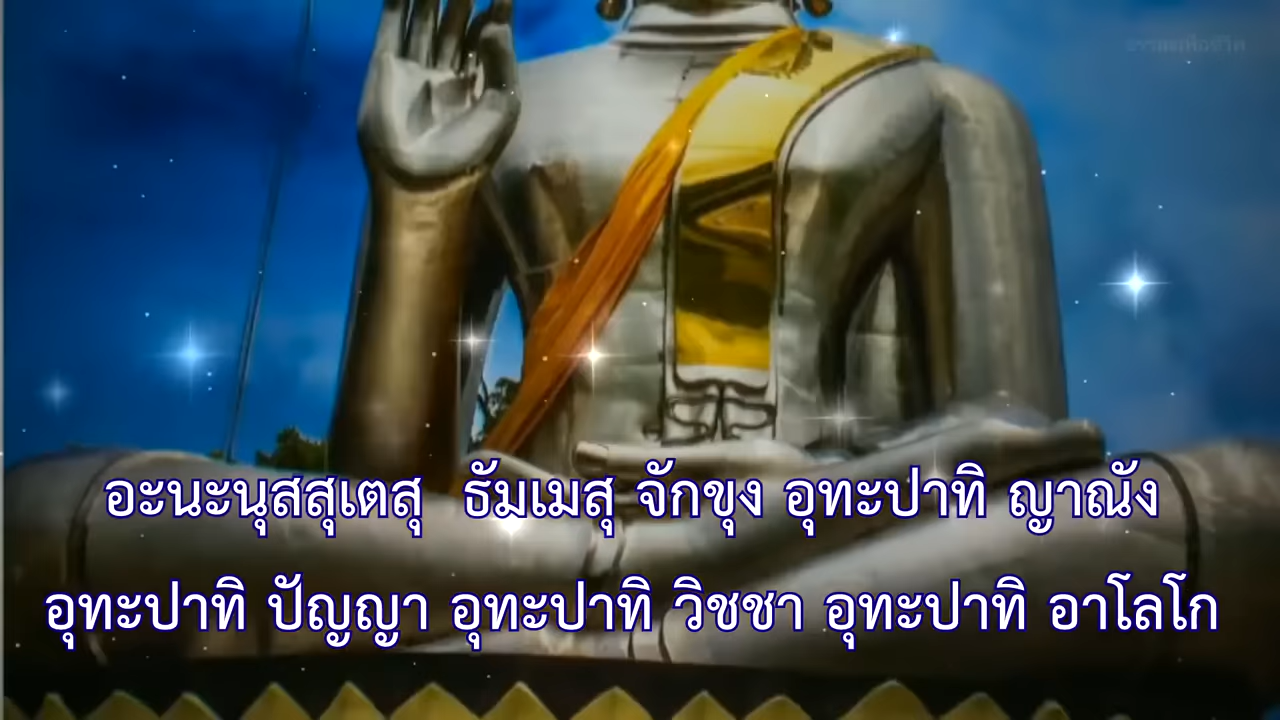 อะนะนุสสุเตสุ ธัมเมสุ จักขุง อุทะปาทิ ญาณัง
อุทะปาทิ ปัญญา อุทะปาทิ วิชชา อุทะปาทิ อาโลโก